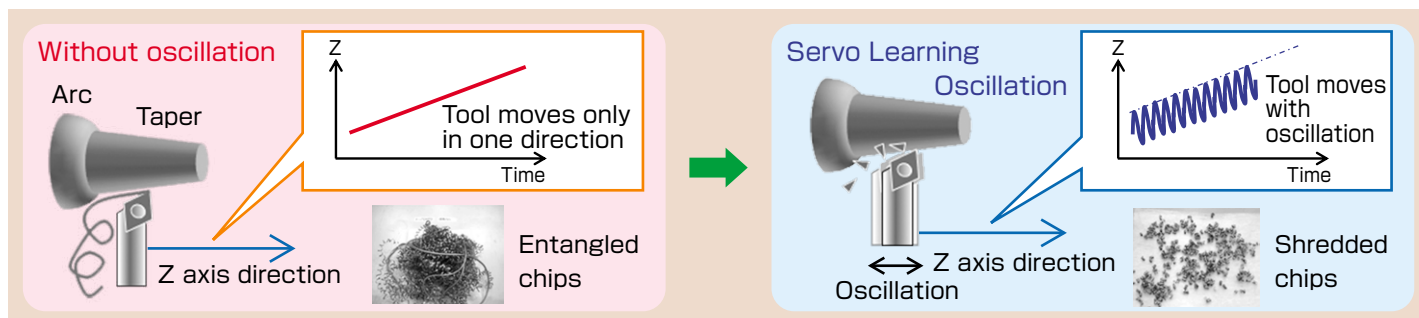 Without oscillation
Arc
Taper
Z
Tool moves only
in one direction
Time
Z axis direction
Entangled
chips
Servo Learning
Oscillation
Z
Tool moves
with
oscillation
Time
Z axis direction
Oscillation
Shredded
chips